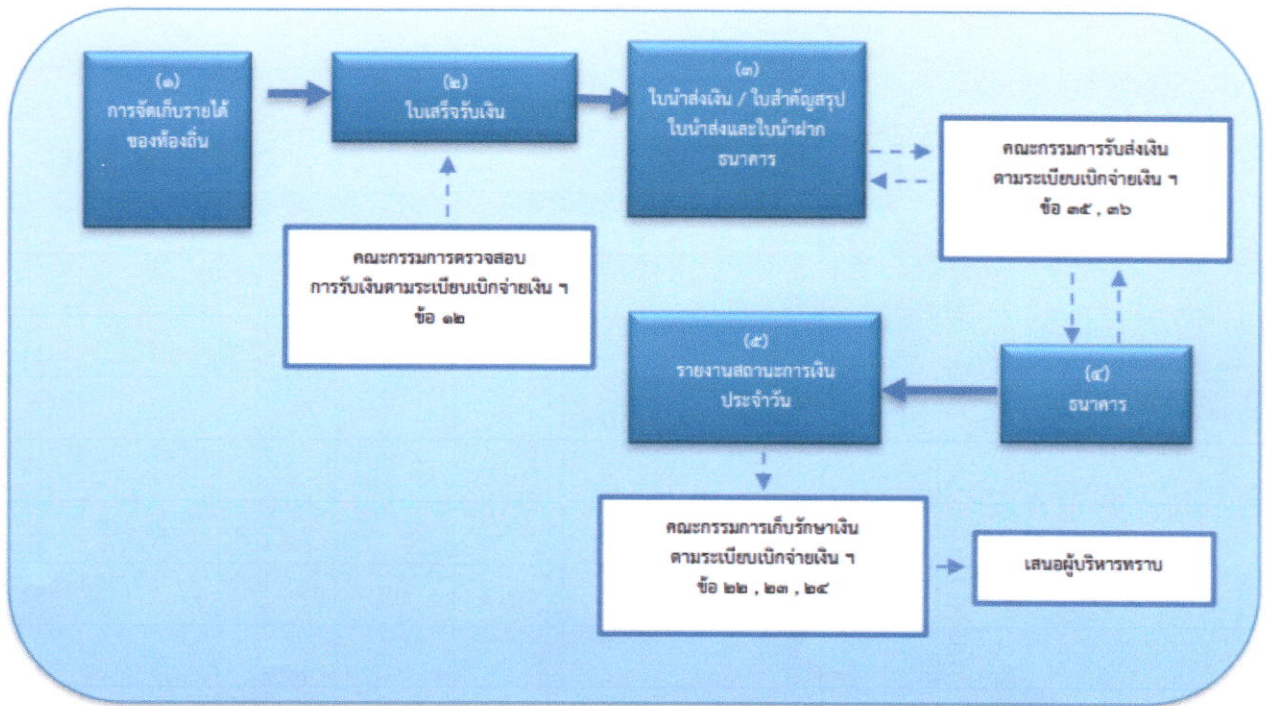 (๑)
การจัดเก็บรายได้
ของท้องถิ่น
(๒)
ใบเสร็จรับเงิน
(๓)
ใบนำส่งเงิน / ใบสำคัญสรุป
ใบนำส่งและใบนำฝาก
ธนาคาร
คณะกรรมการรับส่งเงิน
ตามระเบียบเบิกจ่ายเงิน ฯ
ข้อ ๓๕ , ๓๖
คณะกรรมการตรวจสอบ
การรับเงินตามระเบียบเบิกจ่ายเงิน ฯ
ข้อ ๑๒
(๕)
รายงานสถานะการเงิน
ประจำวัน
(๔)
ธนาคาร
คณะกรรมการเก็บรักษาเงิน
ตามระเบียบเบิกจ่ายเงิน ฯ
ข้อ ๒๒ , ๒๓ , ๒๔
เสนอผู้บริหารทราบ